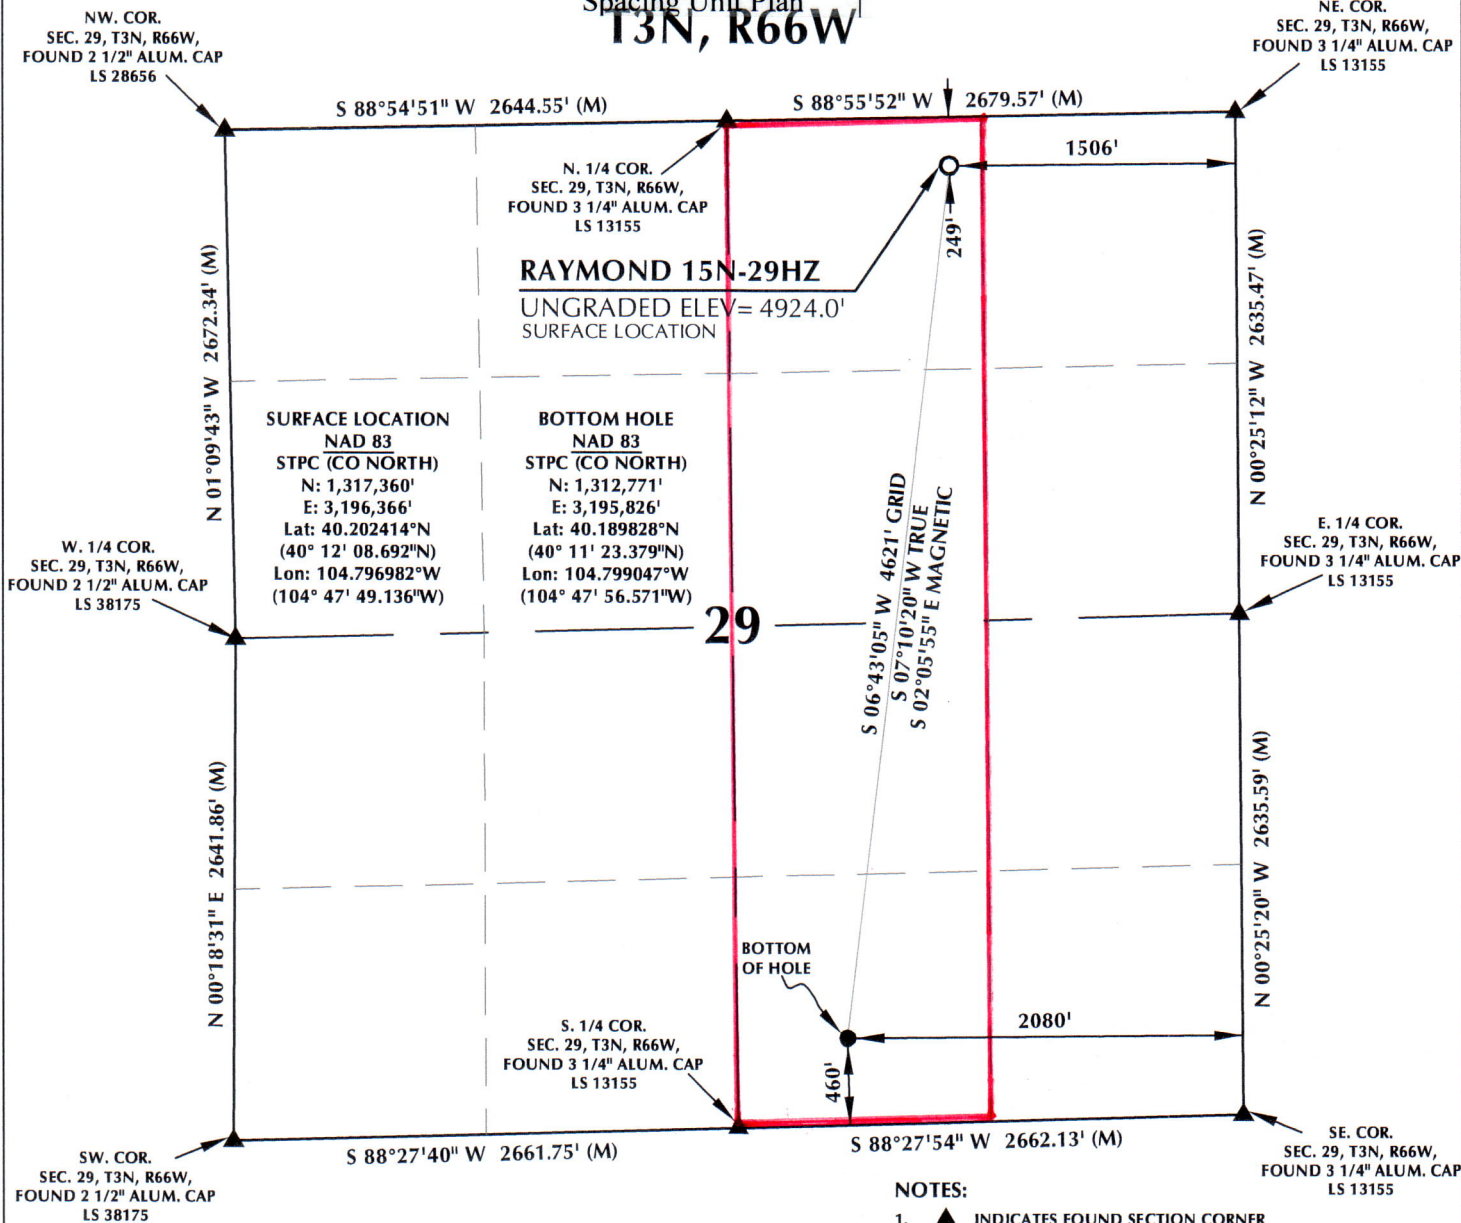 Spacing Unit Plan
T3N, R66W
NW. COR.
SEC. 29, T3N, R66W,
FOUND 2 1/2" ALUM. CAP
LS 28656
NE. COR.
SEC. 29, T3N, R66W,
FOUND 3 1/4" ALUM. CAP
LS 13155
S 88°54'51" W 2644.55' (M)
S 88°55'52" W 2679.57' (M)
1506'
N. 1/4 COR.
SEC. 29, T3N, R66W,
FOUND 3 1/4" ALUM. CAP
LS 13155
249'
RAYMOND 15N-29HZ
UNGRADED ELEV= 4924.0'
SURFACE LOCATION
N 01°09'43" W 2672.34' (M)
N 00°25'12" W 2635.47' (M)
SURFACE LOCATION
NAD 83
STPC (CO NORTH)
N: 1,317,360'
E: 3,196,366'
Lat: 40.202414°N
(40° 12' 08.692"N)
Lon: 104.796982°W
(104° 47' 49.136"W)
BOTTOM HOLE
NAD 83
STPC (CO NORTH)
N: 1,312,771'
E: 3,195,826'
Lat: 40.189828°N
(40° 11' 23.379"N)
Lon: 104.799047°W
(104° 47' 56.571"W)
S 06°43'05" W 4621' GRID
S 07°10'20" W TRUE
S 02°05'55" E MAGNETIC
W. 1/4 COR.
SEC. 29, T3N, R66W,
FOUND 2 1/2" ALUM. CAP
LS 38175
E. 1/4 COR.
SEC. 29, T3N, R66W,
FOUND 3 1/4" ALUM. CAP
LS 13155
29
N 00°18'31" E 2641.86' (M)
N 00°25'20" W 2635.59' (M)
BOTTOM
OF HOLE
2080'
460'
S. 1/4 COR.
SEC. 29, T3N, R66W,
FOUND 3 1/4" ALUM. CAP
LS 13155
S 88°27'40" W 2661.75' (M)
S 88°27'54" W 2662.13' (M)
SW. COR.
SEC. 29, T3N, R66W,
FOUND 2 1/2" ALUM. CAP
LS 38175
SE. COR.
SEC. 29, T3N, R66W,
FOUND 3 1/4" ALUM. CAP
LS 13155
NOTES:
1. ▲ INDICATES FOUND SECTION CORNER